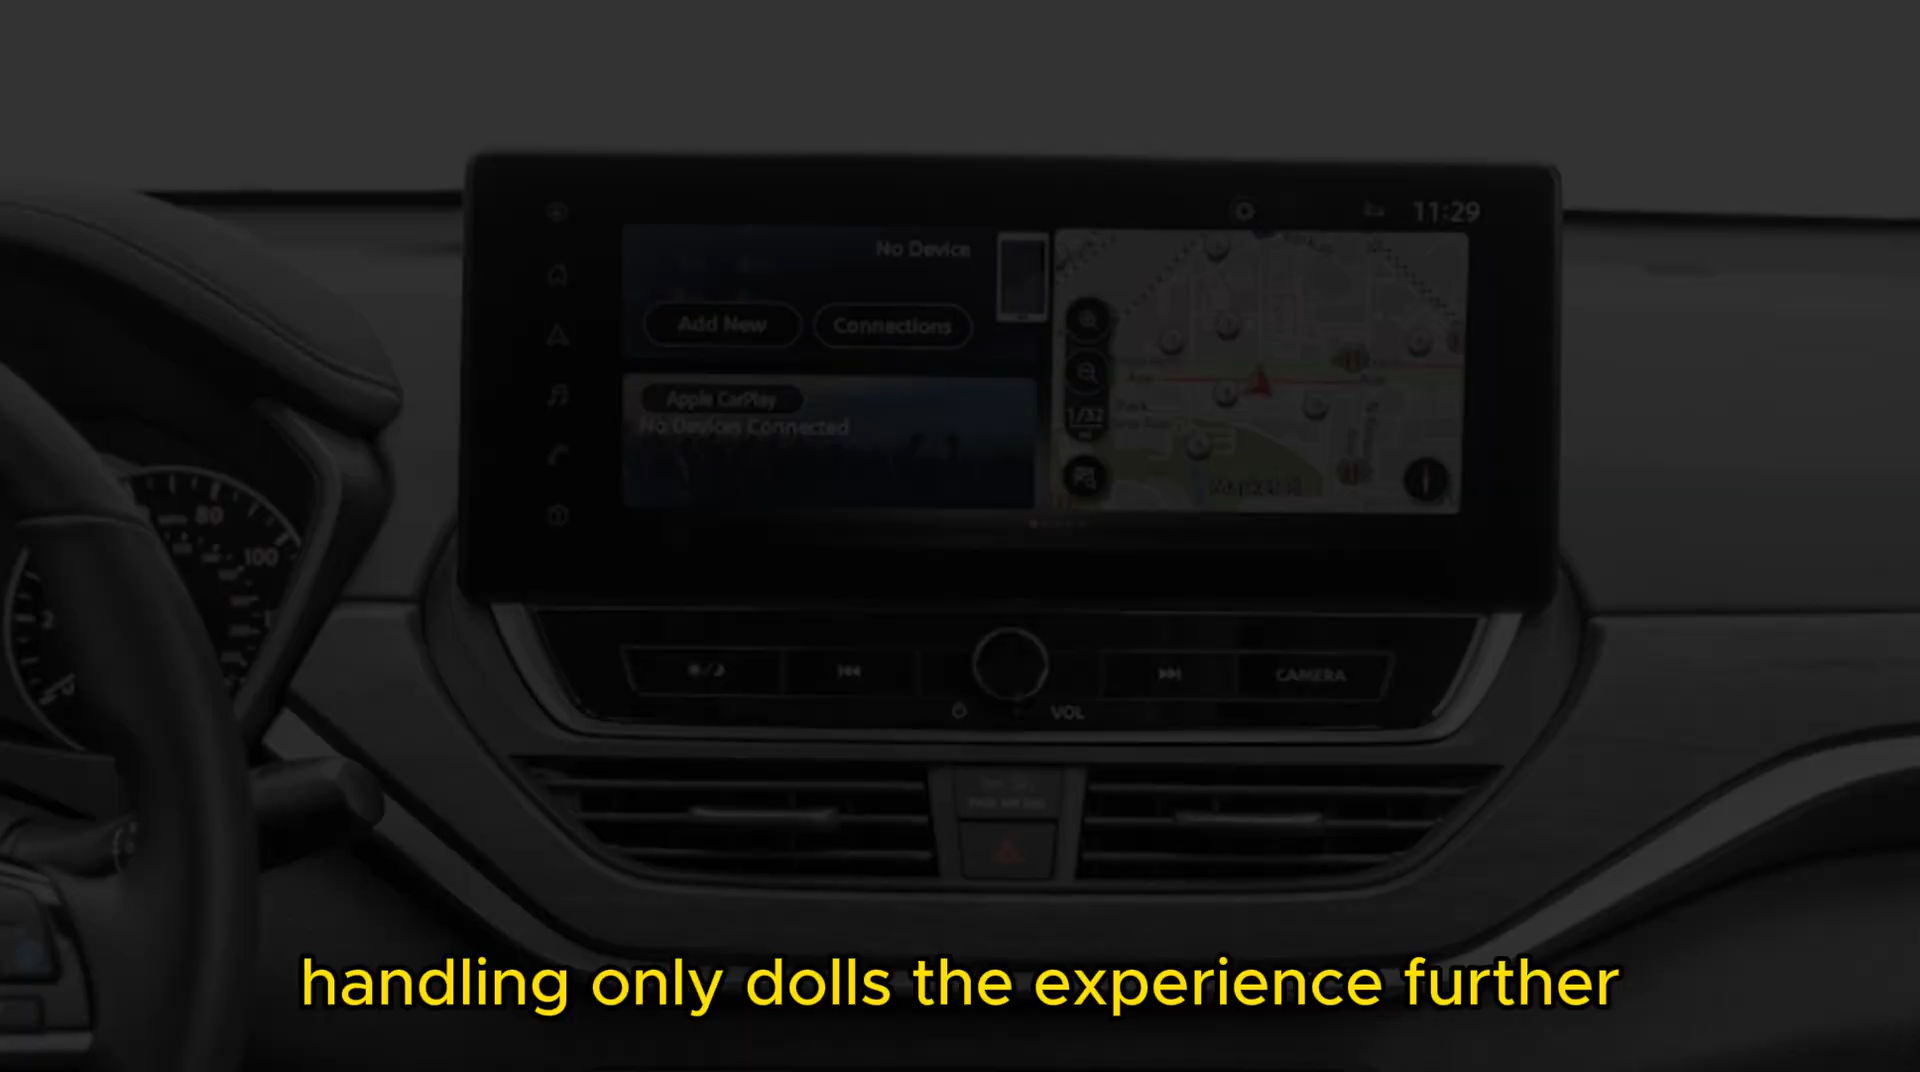 11:29
No Device
Add New
Connections
Apple CarPlay
No Devices Connected
1/32
80
100
2
CAMERA
VOL
handling only dolls the experience further